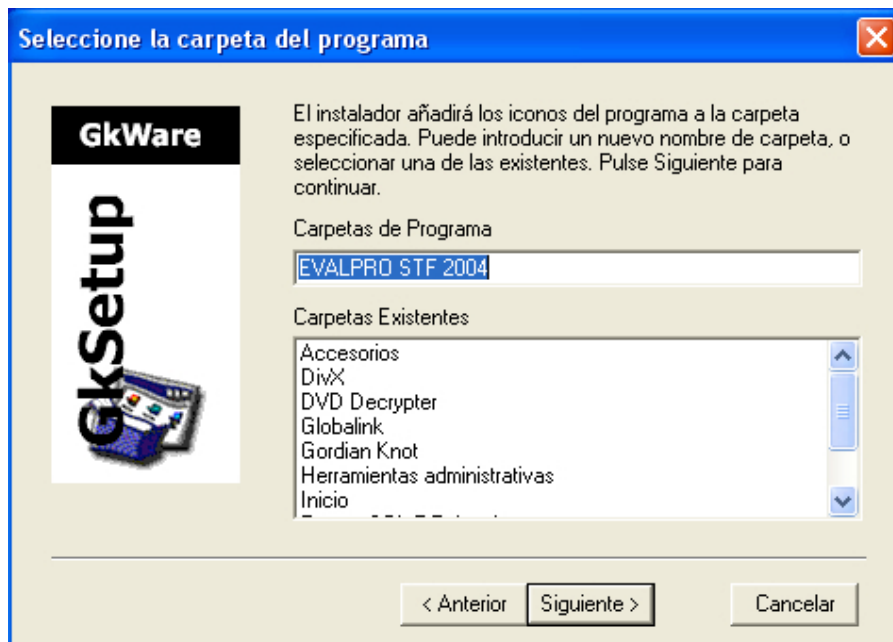 Seleccione la carpeta del programa
GkWare
GkSetup
El instalador añadirá los iconos del programa a la carpeta
especificada. Puede introducir un nuevo nombre de carpeta, o
seleccionar una de las existentes. Pulse Siguiente para
continuar.
Carpetas de Programa
EVALPRO STF 2004
Carpetas Existentes
Accesorios
DivX
DVD Decrypter
Globalink
Gordian Knot
Herramientas administrativas
Inicio
< Anterior
Siguiente >
Cancelar